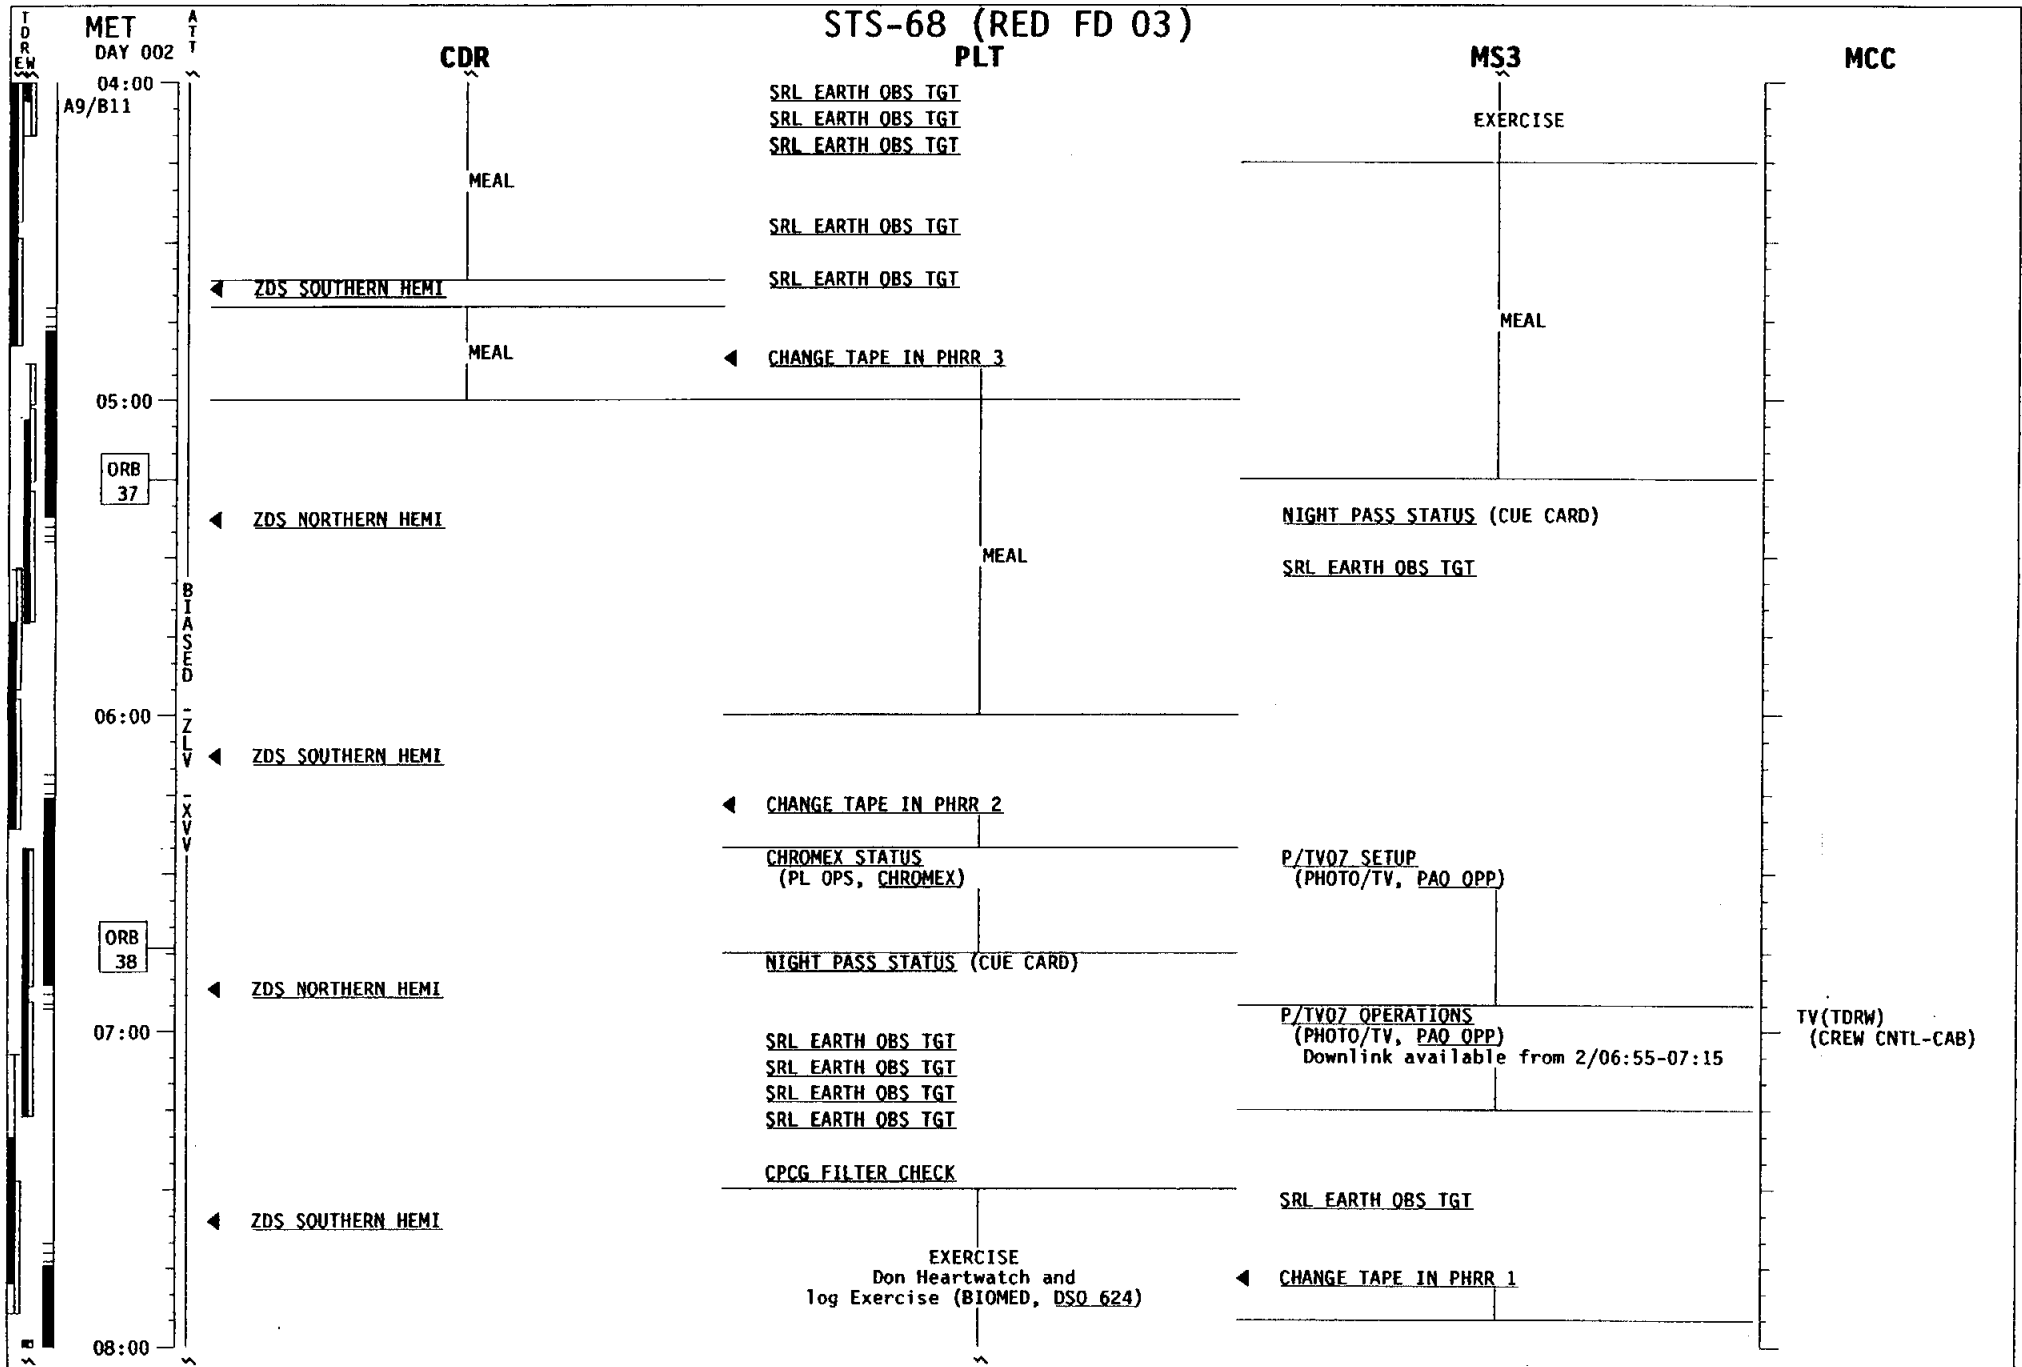 STS-68 (RED FD 03)
TDRE W
MET
DAY 002
ATT
CDR
PLT
MS3
MCC
04:00
A9/B11
SRL EARTH OBS TGT
SRL EARTH OBS TGT
EXERCISE
SRL EARTH OBS TGT
MEAL
SRL EARTH OBS TGT
SRL EARTH OBS TGT
ZDS SOUTHERN HEMI
MEAL
MEAL
CHANGE TAPE IN PHRR 3
05:00
ORB
37
ZDS NORTHERN HEMI
NIGHT PASS STATUS (CUE CARD)
MEAL
SRL EARTH OBS TGT
BIASED -ZLV -XVV
06:00
ZDS SOUTHERN HEMI
CHANGE TAPE IN PHRR 2
CHROMEX STATUS
(PL OPS, CHROMEX)
P/TV07 SETUP
(PHOTO/TV, PAO OPP)
ORB
38
NIGHT PASS STATUS (CUE CARD)
ZDS NORTHERN HEMI
07:00
P/TV07 OPERATIONS
(PHOTO/TV, PAO OPP)
Downlink available from 2/06:55-07:15
TV(TDRW)
(CREW CNTL-CAB)
SRL EARTH OBS TGT
SRL EARTH OBS TGT
SRL EARTH OBS TGT
SRL EARTH OBS TGT
CPCG FILTER CHECK
SRL EARTH OBS TGT
ZDS SOUTHERN HEMI
EXERCISE
Don Heartwatch and
log Exercise (BIOMED, DSO 624)
CHANGE TAPE IN PHRR 1
08:00